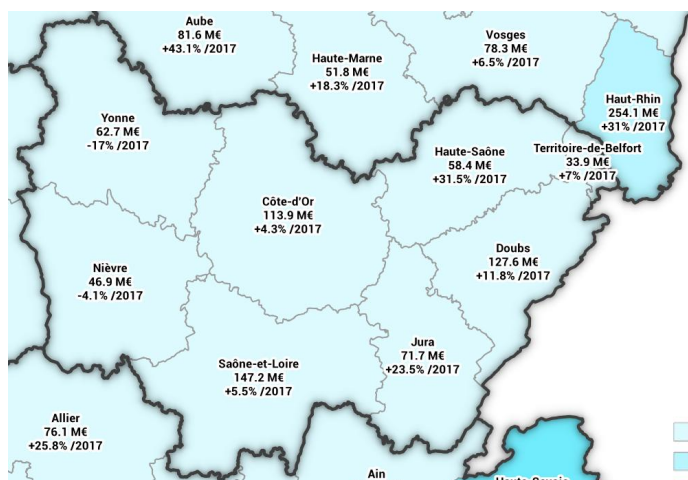 Aube
81.6 M€
+43.1% /2017
Haute-Marne
51.8 M€
+18.3% /2017
Vosges
78.3 M€
+6.5% /2017
Haut-Rhin
254.1 M€
+31% /2017
Yonne
62.7 M€
-17% /2017
Haute-Saône
58.4 M€
+31.5% /2017
Territoire-de-Belfort
33.9 M€
+7% /2017
Côte-d'Or
113.9 M€
+4.3% /2017
Doubs
127.6 M€
+11.8% /2017
Nièvre
46.9 M€
-4.1% /2017
Jura
71.7 M€
+23.5% /2017
Saône-et-Loire
147.2 M€
+5.5% /2017
Allier
76.1 M€
+25.8% /2017
Ain